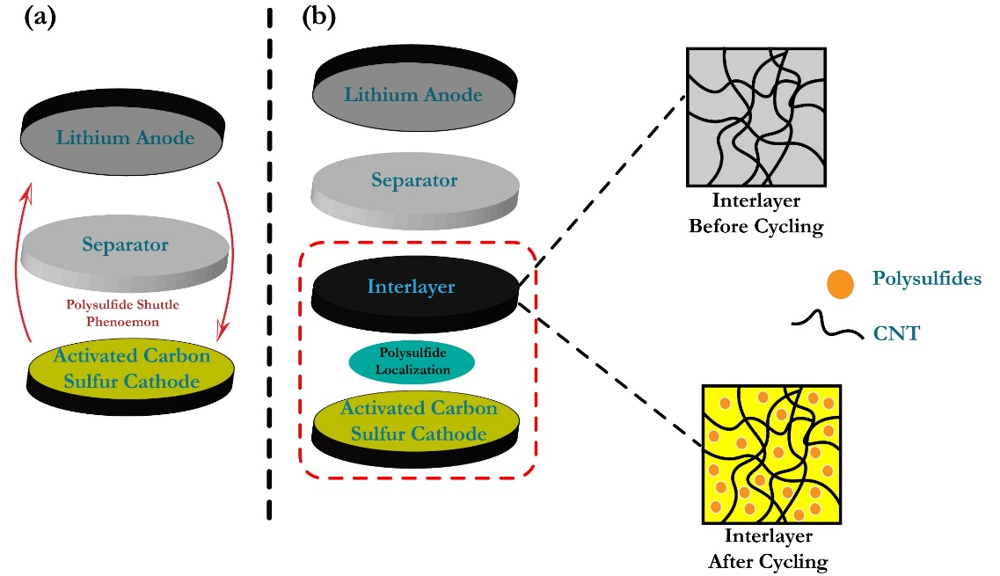 (a)
Lithium Anode
Separator
Polysulfide Shuttle
Phenoemon
Activated Carbon
Sulfur Cathode
(b)
Lithium Anode
Separator
Interlayer
Polysulfide
Localization
Activated Carbon
Sulfur Cathode
Interlayer
Before Cycling
Polysulfides
CNT
Interlayer
After Cycling